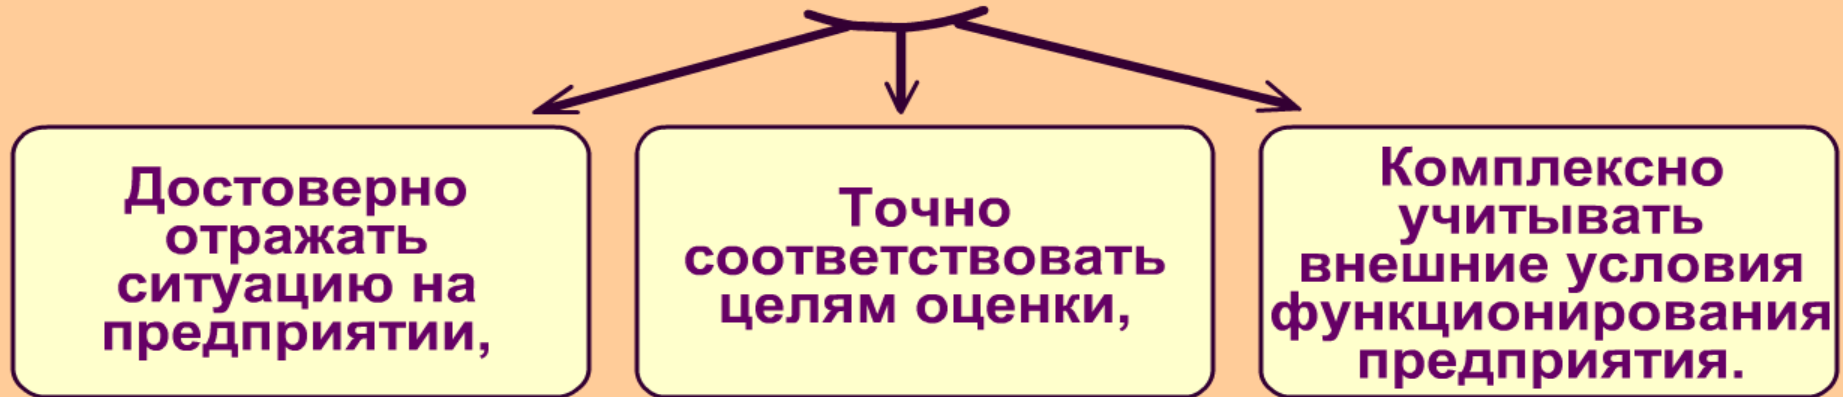 Достоверно
отражать
ситуацию на
предприятии,
Точно
соответствовать
целям оценки,
Комплексно
учитывать
внешние условия
функционирования
предприятия.